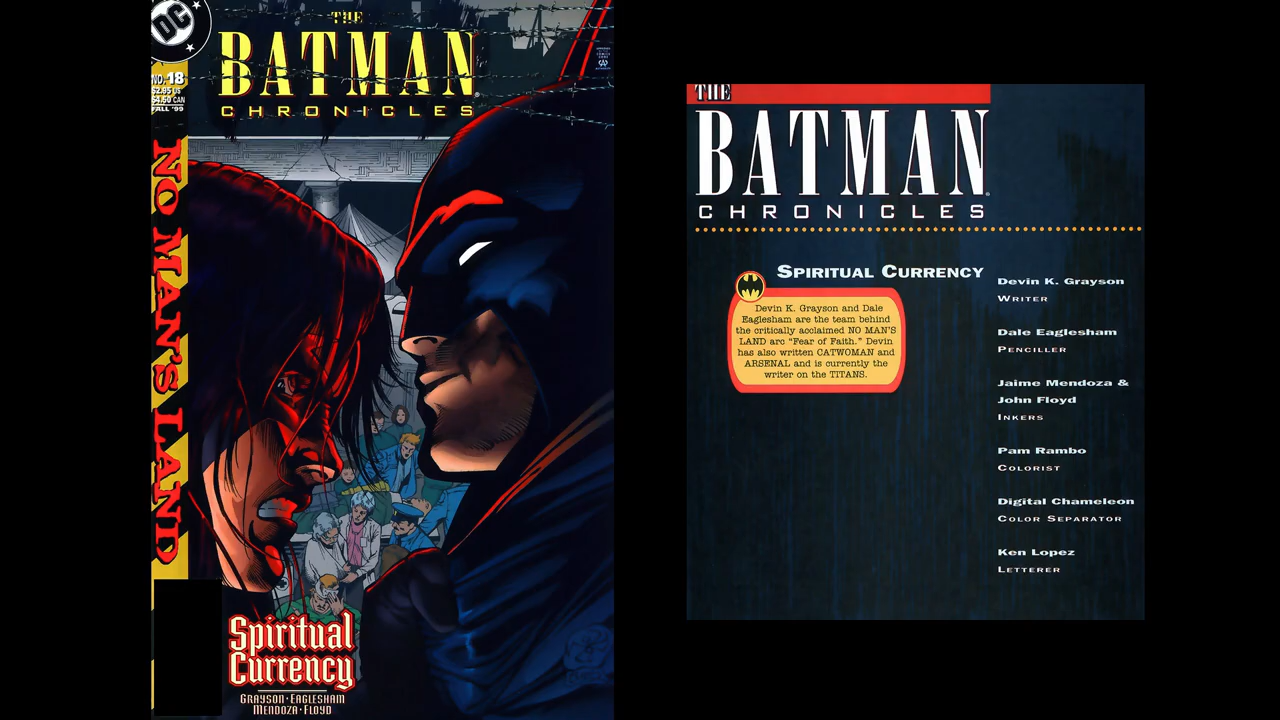 DC
THE
BATMAN
CHRONICLES
NO. 18
$2.95 US
$4.50 CAN
FALL '99
NO MAN'S LAND
Spiritual
Currency
GRAYSON • EAGLESHAM
MENDOZA • FLOYD
THE
BATMAN
CHRONICLES
SPIRITUAL CURRENCY
Devin K. Grayson and Dale
Eaglesham are the team behind
the critically acclaimed NO MAN'S
LAND arc "Fear of Faith." Devin
has also written CATWOMAN and
ARSENAL and is currently the
writer on the TITANS.
Devin K. Grayson
WRITER
Dale Eaglesham
PENCILLER
Jaime Mendoza &
John Floyd
INKERS
Pam Rambo
COLORIST
Digital Chameleon
COLOR SEPARATOR
Ken Lopez
LETTERER